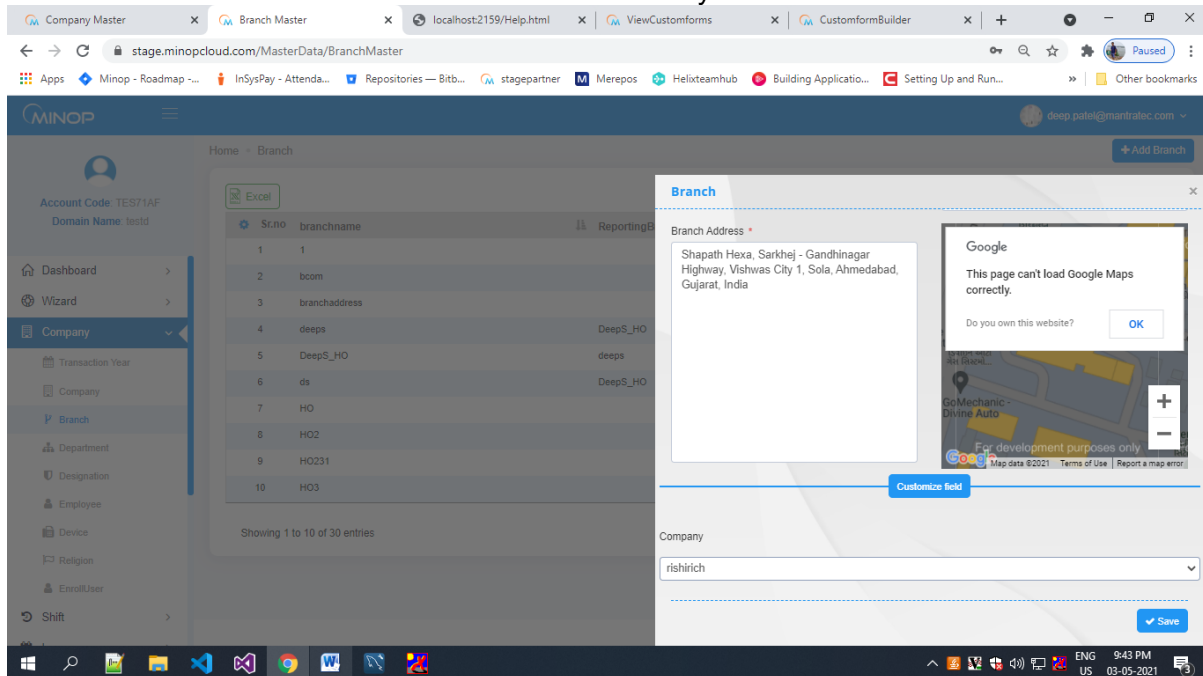 Company Master
Branch Master
localhost:2159/Help.html
ViewCustomforms
CustomformBuilder
stage.minopcloud.com/MasterData/BranchMaster
Paused
Apps
Minop - Roadmap -...
InSysPay - Attenda...
Repositories — Bitb...
stagepartner
Merepos
Helixteamhub
Building Applicatio...
Setting Up and Run...
»
Other bookmarks
MINOP
deep.patel@mantratec.com
Account Code: TES71AF
Domain Name: testd
Dashboard
Wizard
Company
Transaction Year
Company
Branch
Department
Designation
Employee
Device
Religion
EnrollUser
Shift
Home - Branch
+ Add Branch
Excel
Sr.no branchname ReportingB
1 1
2 bcom
3 branchaddress
4 deeps DeepS_HO
5 DeepS_HO deeps
6 ds DeepS_HO
7 HO
8 HO2
9 HO231
10 HO3
Showing 1 to 10 of 30 entries
Branch
×
Branch Address *
Shapath Hexa, Sarkhej - Gandhinagar
Highway, Vishwas City 1, Sola, Ahmedabad,
Gujarat, India
Google
This page can't load Google Maps
correctly.
Do you own this website?
OK
GoMechanic -
Divine Auto
+
−
For development purposes only
Google
Map data ©2021 Terms of Use Report a map error
Customize field
Company
rishirich
Save
ENG
US
9:43 PM
03-05-2021
3